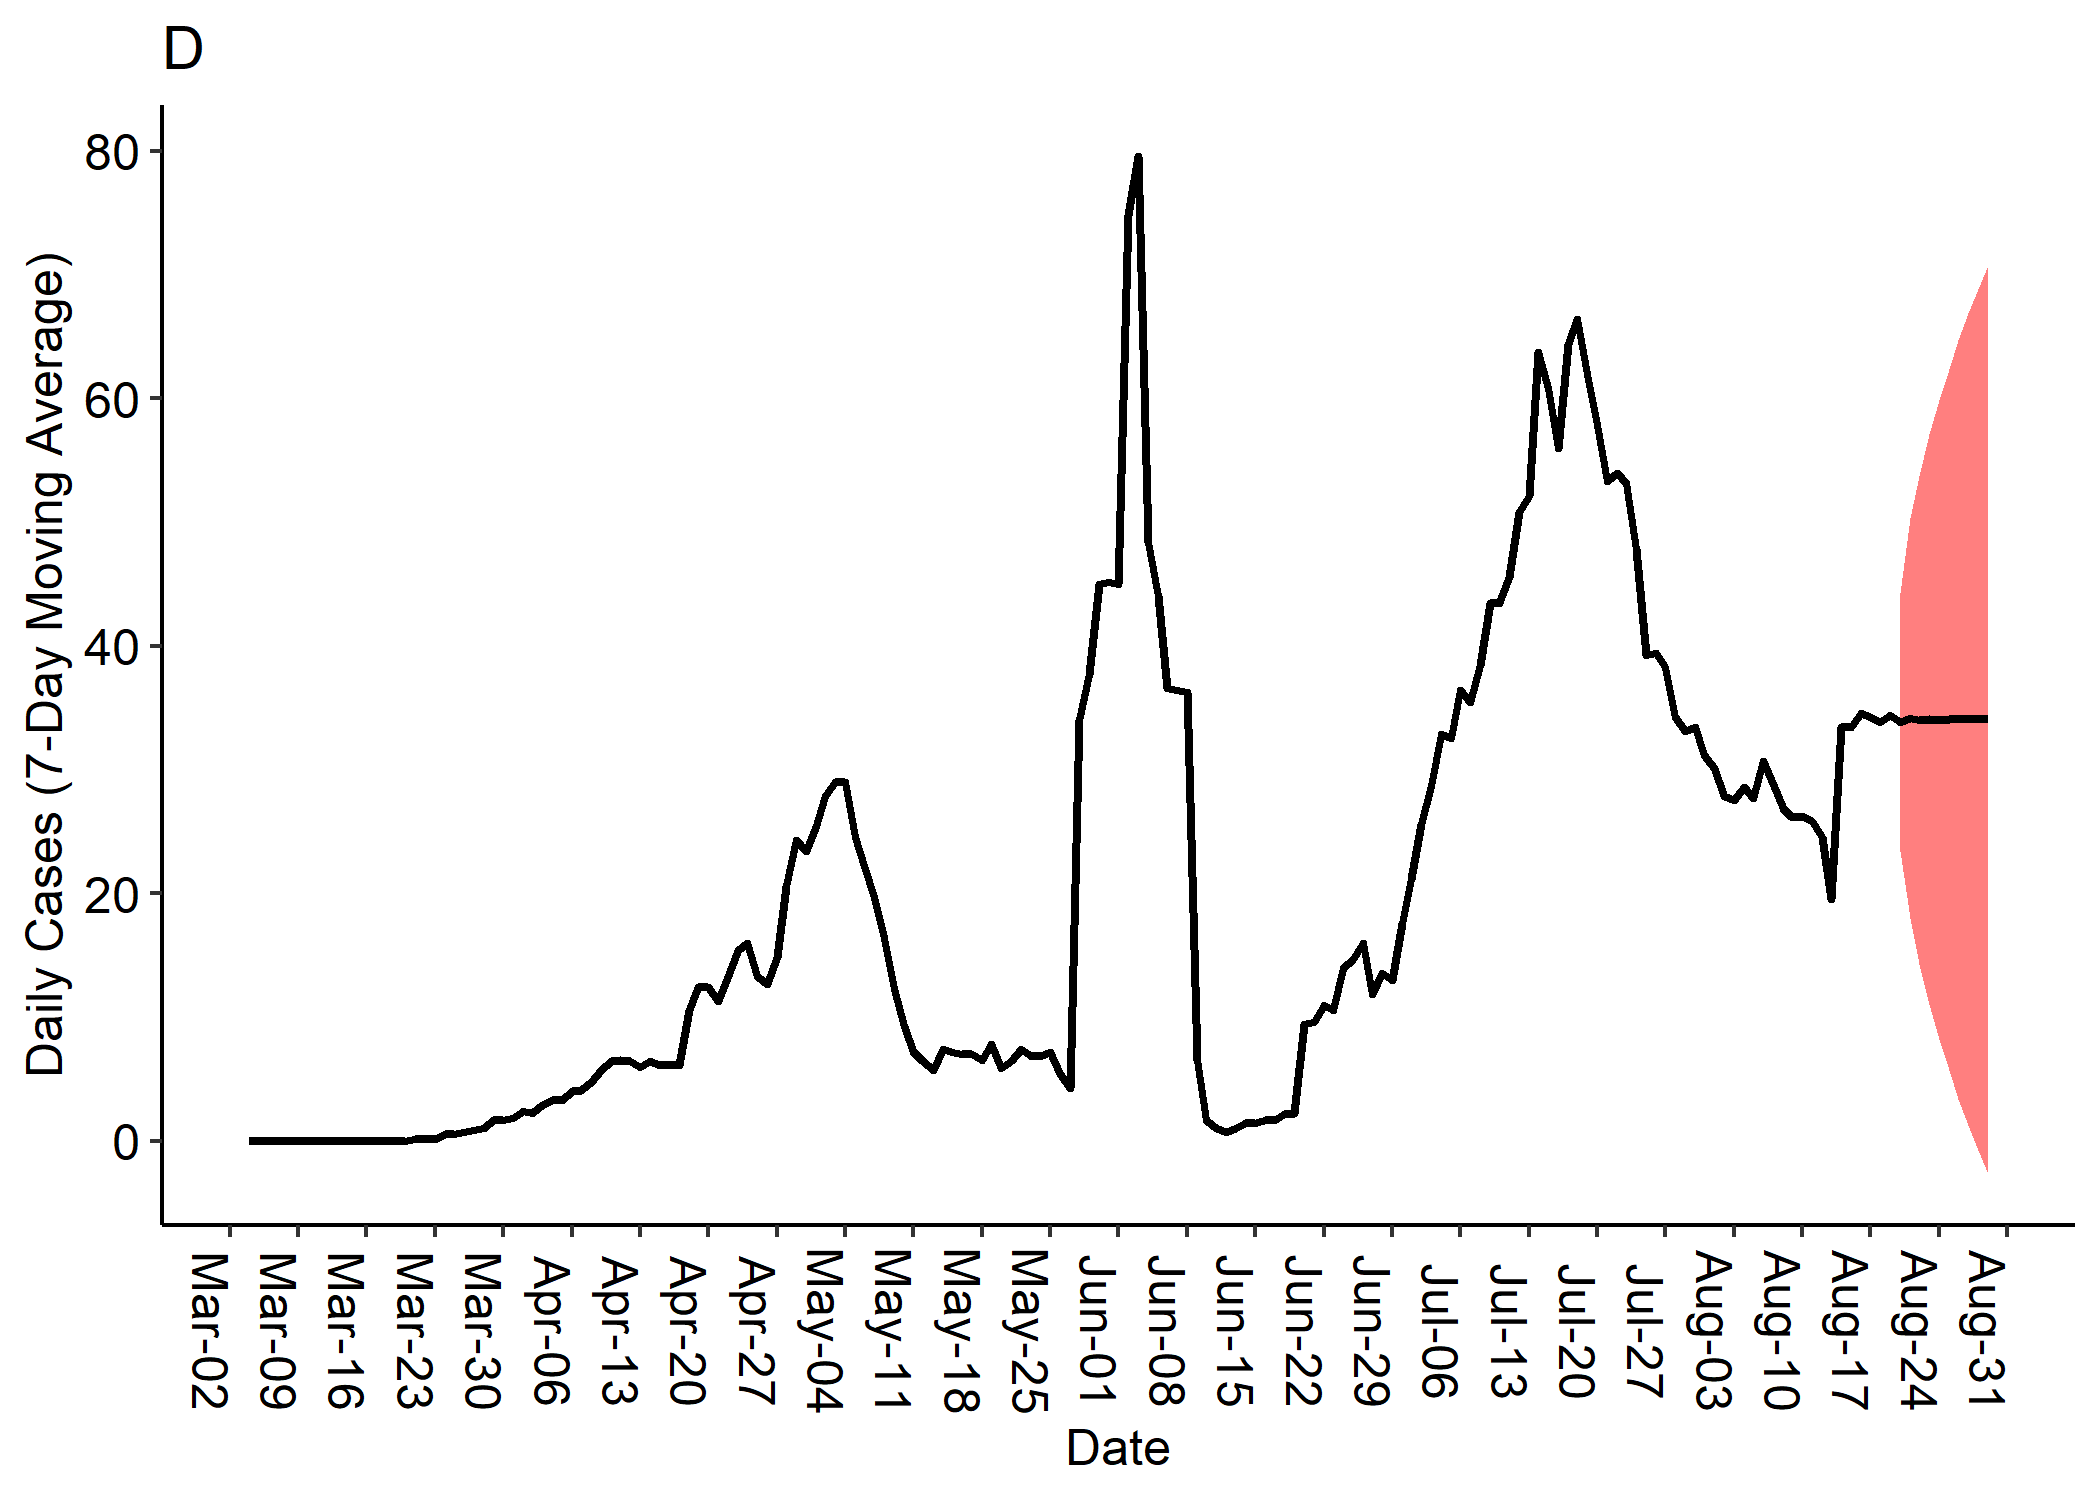 D
Daily Cases (7-Day Moving Average)
80
60
40
20
0
Mar-02
Mar-09
Mar-16
Mar-23
Mar-30
Apr-06
Apr-13
Apr-20
Apr-27
May-04
May-11
May-18
May-25
Jun-01
Jun-08
Jun-15
Jun-22
Jun-29
Jul-06
Jul-13
Jul-20
Jul-27
Aug-03
Aug-10
Aug-17
Aug-24
Aug-31
Date